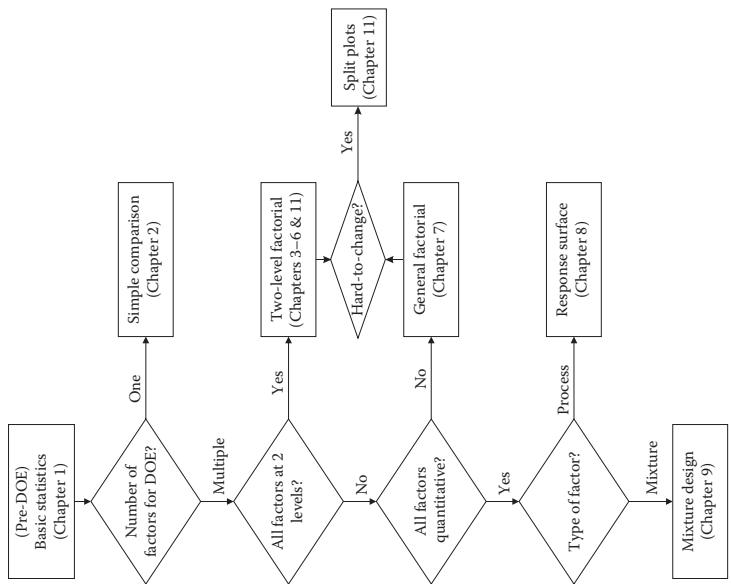 (Pre-DOE)
Basic statistics
(Chapter 1)
Number of
factors for DOE?
One
Simple comparison
(Chapter 2)
Multiple
All factors at 2
levels?
Yes
Two-level factorial
(Chapters 3–6 & 11)
Hard-to-change?
Yes
Split plots
(Chapter 11)
No
All factors
quantitative?
No
General factorial
(Chapter 7)
Yes
Type of factor?
Process
Response surface
(Chapter 8)
Mixture
Mixture design
(Chapter 9)